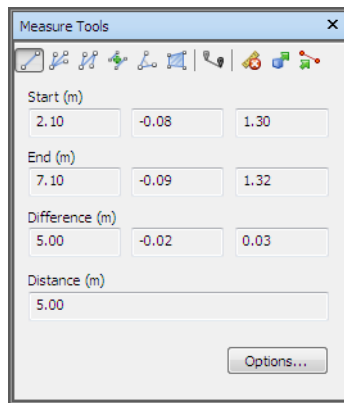 Measure Tools
Start (m)
2.10 -0.08 1.30
End (m)
7.10 -0.09 1.32
Difference (m)
5.00 -0.02 0.03
Distance (m)
5.00
Options...